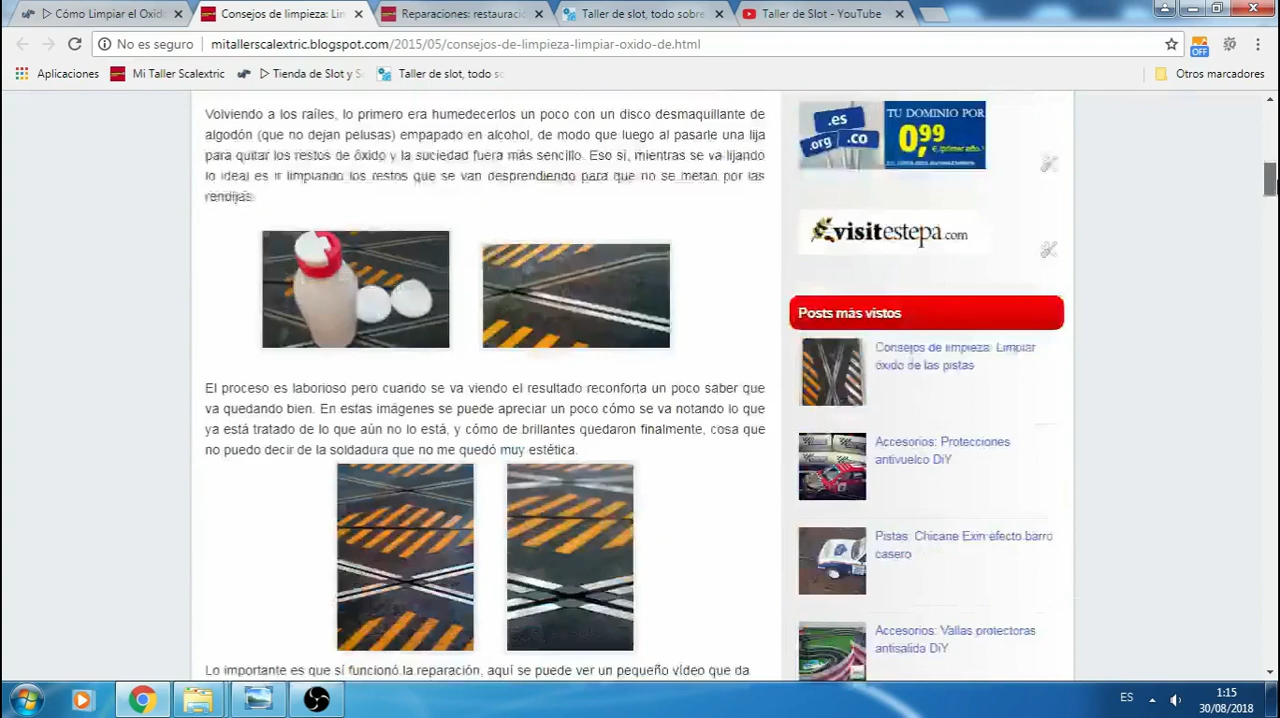 Cómo Limpiar el Oxid
Consejos de limpieza: Lin
Reparaciones: restauraci
Taller de slot, todo sobre
Taller de Slot - YouTube
No es seguro
mitallerscalextric.blogspot.com/2015/05/consejos-de-limpieza-limpiar-oxido-de.html
OFF
Aplicaciones
Mi Taller Scalextric
Tienda de Slot y S
Taller de slot, todo so
Otros marcadores
Volviendo a los raíles, lo primero era humedecerlos un poco con un disco desmaquillante de
algodón (que no dejan pelusas) empapado en alcohol, de modo que luego al pasarle una lija
para quitar los restos de óxido y la suciedad fuera más sencillo. Eso sí, mientras se va lijando
lo ideal es ir limpiando los restos que se van desprendiendo para que no se metan por las
rendijas.
El proceso es laborioso pero cuando se va viendo el resultado reconforta un poco saber que
va quedando bien. En estas imágenes se puede apreciar un poco cómo se va notando lo que
ya está tratado de lo que aún no lo está, y cómo de brillantes quedaron finalmente, cosa que
no puedo decir de la soldadura que no me quedó muy estética.
Lo importante es que sí funcionó la reparación, aquí se puede ver un pequeño vídeo que da
.es
.org
.co
TU DOMINIO POR
0,99
visitestepa.com
Posts más vistos
Consejos de limpieza: Limpiar
óxido de las pistas
Accesorios: Protecciones
antivuelco DiY
Pistas: Chicane Exin efecto barro
casero
Accesorios: Vallas protectoras
antisalida DiY
ES
1:15
30/08/2018